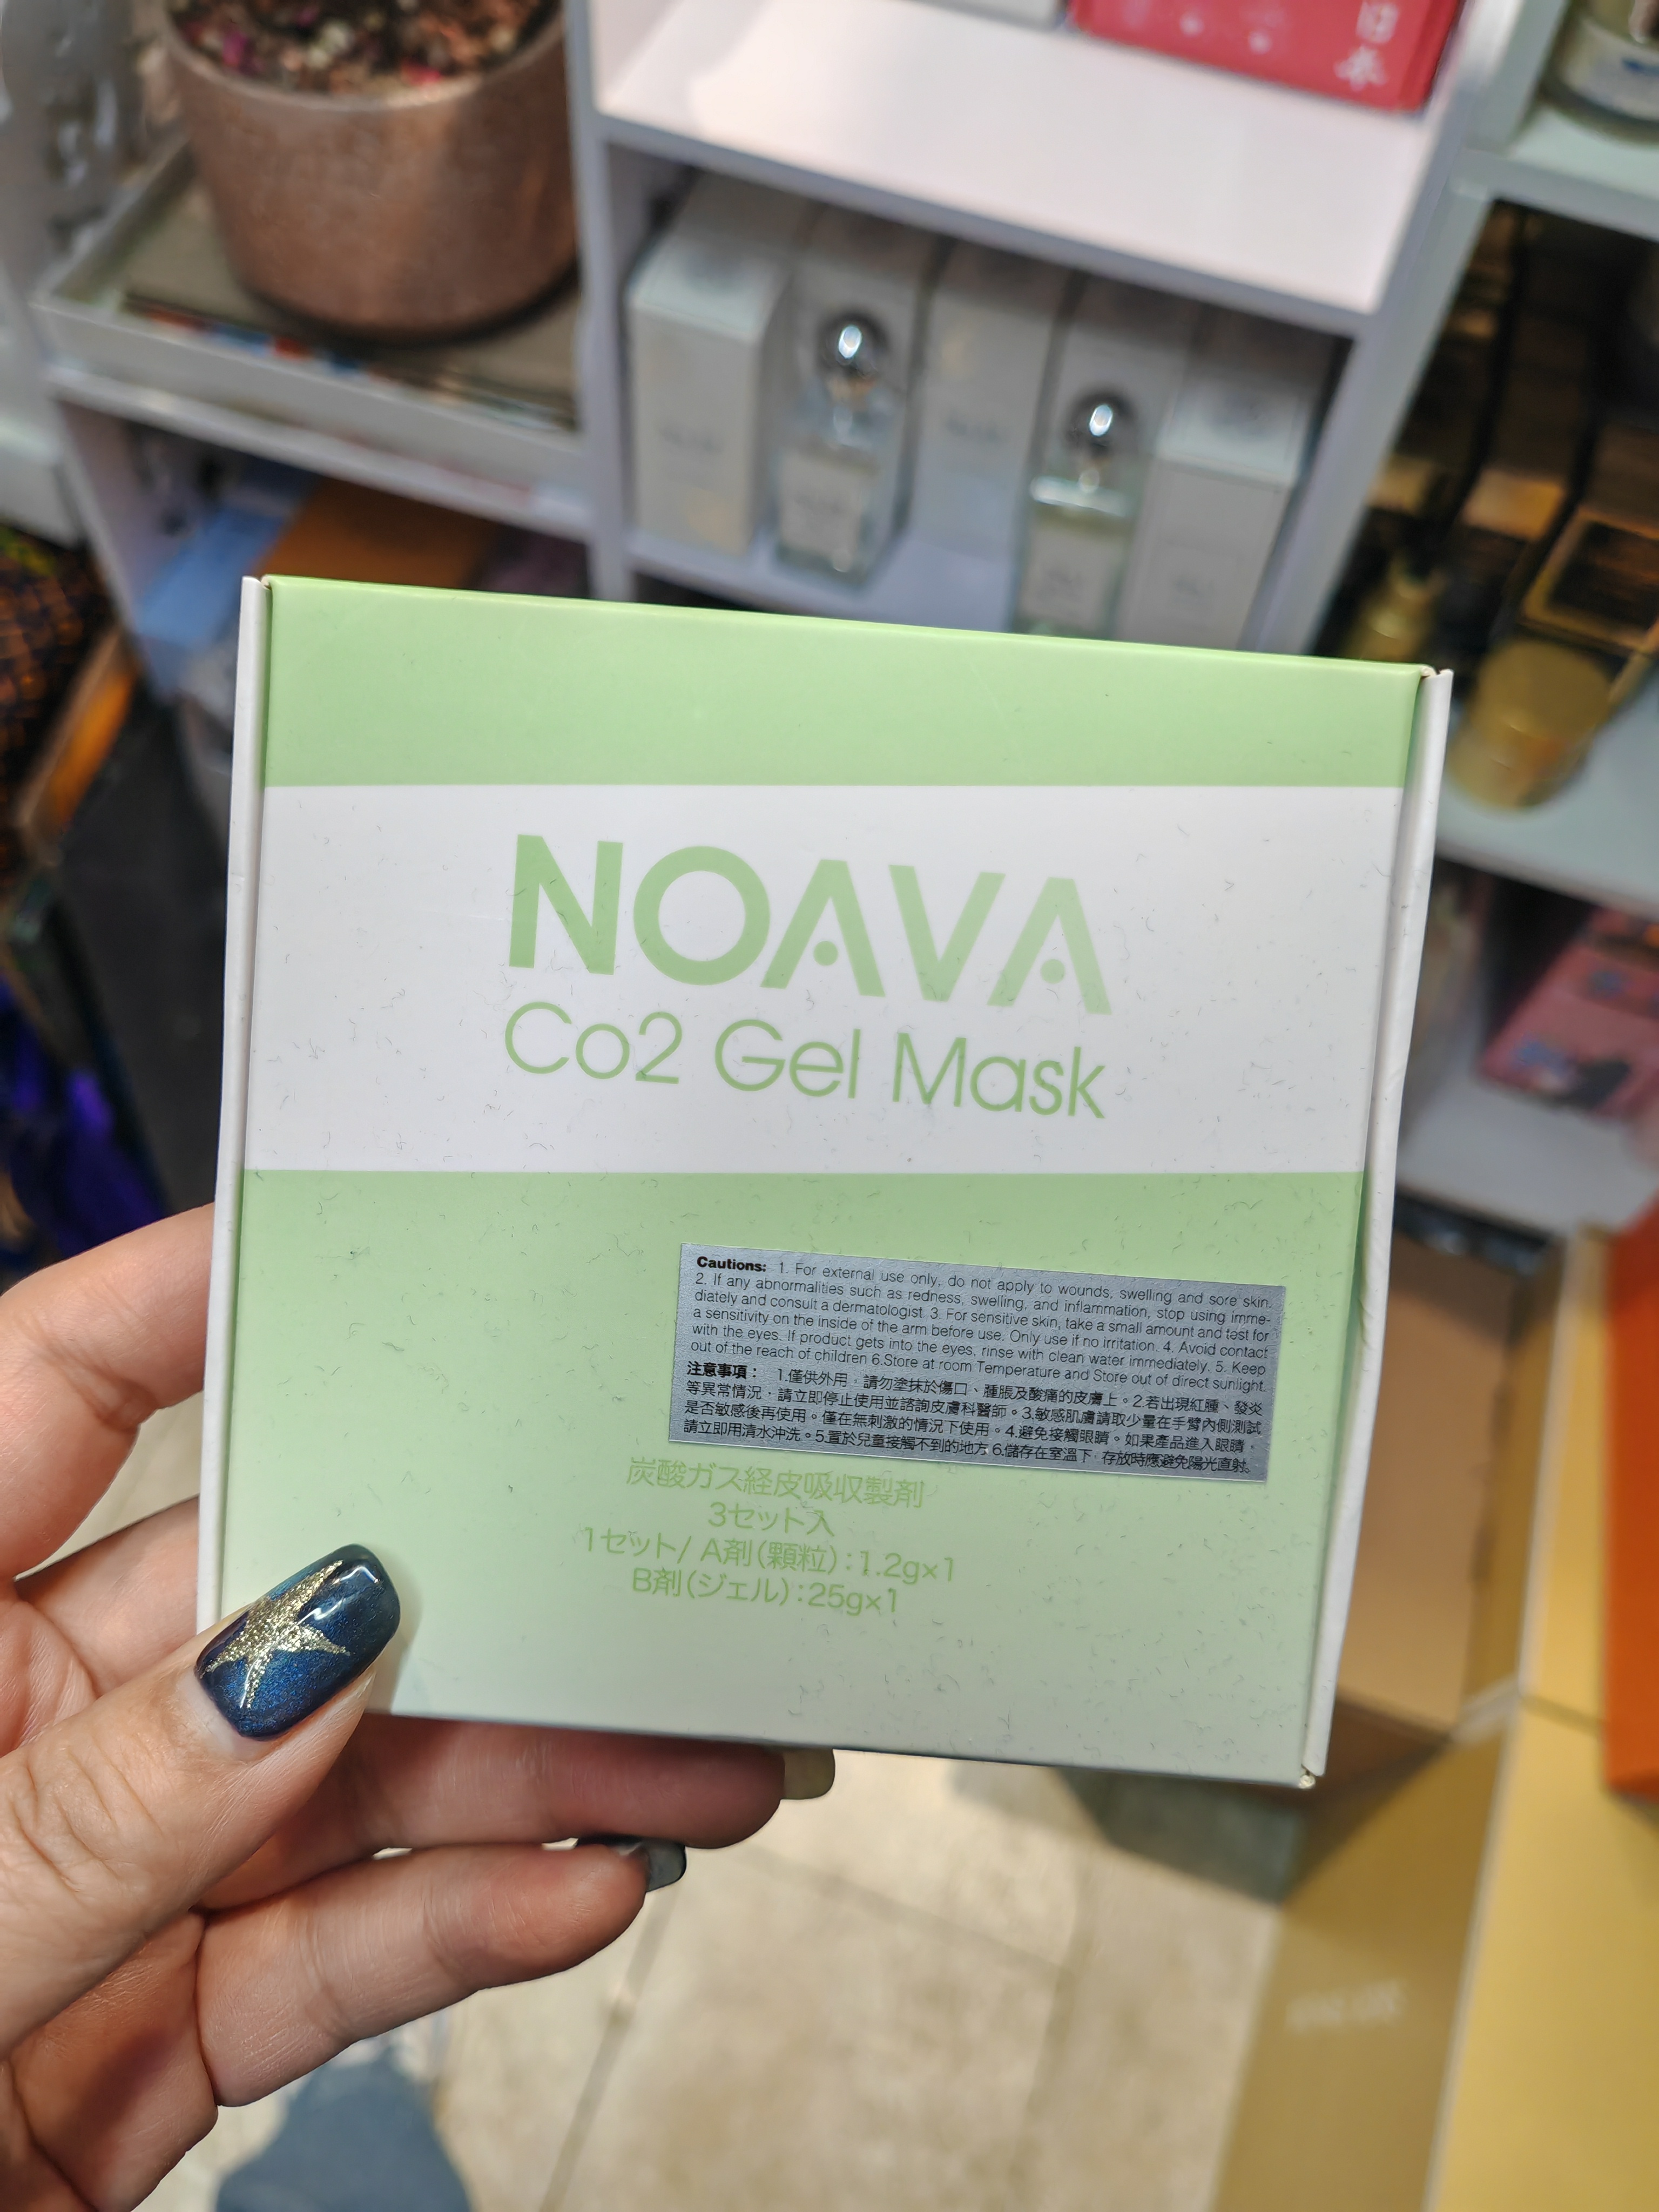 NOAVA
Co2 Gel Mask
Cautions: 1. For external use only, do not apply to wounds, swelling and sore skin.
2. If any abnormalities such as redness, swelling, and inflammation, stop using imme-
diately and consult a dermatologist 3. For sensitive skin, take a small amount and test for
a sensitivity on the inside of the arm before use. Only use if no irritation. 4. Avoid contact
with the eyes. If product gets into the eyes, rinse with clean water immediately. 5. Keep
out of the reach of children 6.Store at room Temperature and Store out of direct sunlight.
注意事項： 1.僅供外用，請勿塗抹於傷口、腫脹及酸痛的皮膚上。2.若出現紅腫、發炎
等異常情況，請立即停止使用並諮詢皮膚科醫師。3.敏感肌膚請取少量在手臂內側測試
是否敏感後再使用。僅在無刺激的情況下使用。4.避免接觸眼睛。如果產品進入眼睛，
請立即用清水沖洗。5.置於兒童接觸不到的地方 6.儲存在室溫下，存放時應避免陽光直射。
炭酸ガス経皮吸収製剤
3セット入
1セット/ A剤(顆粒):1.2g×1
B剤(ジェル):25g×1